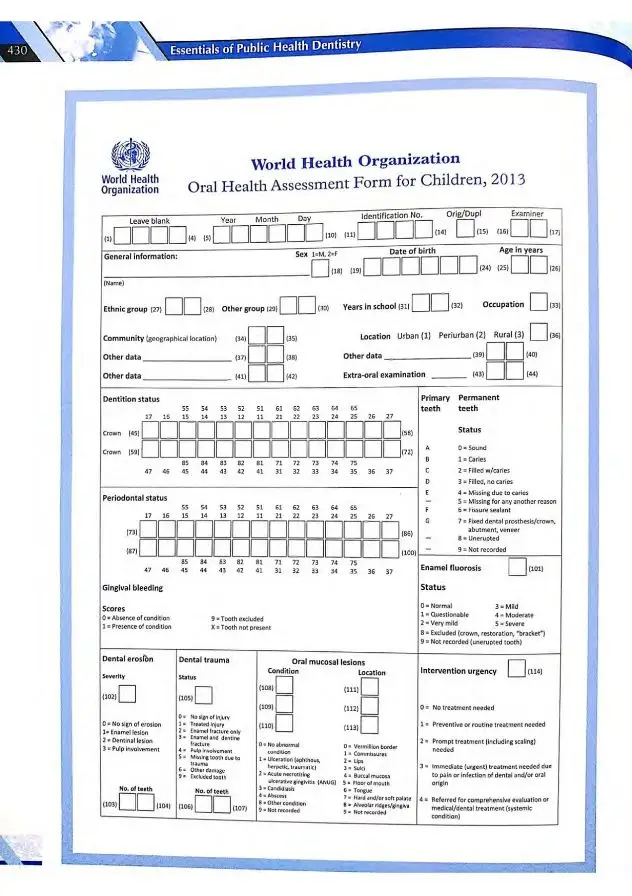 430
Essentials of Public Health Dentistry
World Health Organization
World Health
Organization
Oral Health Assessment Form for Children, 2013
Leave blank Year Month Day Identification No. Orig/Dupl Examiner
(1) (4) (5) (10) (11) (14) (15) (16) (17)
General information: Sex 1=M, 2=F Date of birth Age in years
(18) (19) (24) (25) (26)
(Name)
Ethnic group (27) (28) Other group (29) (30) Years in school (31) (32) Occupation (33)
Community (geographical location) (34) (35) Location Urban (1) Periurban (2) Rural (3) (36)
Other data (37) (38) Other data (39) (40)
Other data (41) (42) Extra-oral examination (43) (44)
Dentition status
55 54 53 52 51 61 62 63 64 65
17 16 15 14 13 12 11 21 22 23 24 25 26 27
Crown (45) (58)
Crown (59) (72)
85 84 83 82 81 71 72 73 74 75
47 46 45 44 43 42 41 31 32 33 34 35 36 37
Periodontal status
55 54 53 52 51 61 62 63 64 65
17 16 15 14 13 12 11 21 22 23 24 25 26 27
(73) (86)
(87) (100)
85 84 83 82 81 71 72 73 74 75
47 46 45 44 43 42 41 31 32 33 34 35 36 37
Gingival bleeding
Scores
0 = Absence of condition 9 = Tooth excluded
1 = Presence of condition X = Tooth not present
Primary Permanent
teeth teeth
Status
A 0 = Sound
B 1 = Caries
C 2 = Filled w/caries
D 3 = Filled, no caries
E 4 = Missing due to caries
— 5 = Missing for any another reason
F 6 = Fissure sealant
G 7 = Fixed dental prosthesis/crown,
abutment, veneer
— 8 = Unerupted
— 9 = Not recorded
Enamel fluorosis (101)
Status
0 = Normal 3 = Mild
1 = Questionable 4 = Moderate
2 = Very mild 5 = Severe
8 = Excluded (crown, restoration, "bracket")
9 = Not recorded (unerupted tooth)
Dental erosion
Severity
(102)
0 = No sign of erosion
1= Enamel lesion
2 = Dentinal lesion
3 = Pulp involvement
No. of teeth
(103) (104)
Dental trauma
Status
(105)
0 = No sign of injury
1 = Treated injury
2 = Enamel fracture only
3 = Enamel and dentine
fracture
4 = Pulp involvement
5 = Missing tooth due to
trauma
6 = Other damage
9 = Excluded tooth
No. of teeth
(106) (107)
Oral mucosal lesions
Condition Location
(108) (111)
(109) (112)
(110) (113)
0 = No abnormal
condition
1 = Ulceration (aphthous,
herpetic, traumatic)
2 = Acute necrotizing
ulcerative gingivitis (ANUG)
3 = Candidiasis
4 = Abscess
8 = Other condition
9 = Not recorded
0 = Vermillion border
1 = Commissures
2 = Lips
3 = Sulci
4 = Buccal mucosa
5 = Floor of mouth
6 = Tongue
7 = Hard and/or soft palate
8 = Alveolar ridges/gingiva
9 = Not recorded
Intervention urgency (114)
0 = No treatment needed
1 = Preventive or routine treatment needed
2 = Prompt treatment (including scaling)
needed
3 = Immediate (urgent) treatment needed due
to pain or infection of dental and/or oral
origin
4 = Referred for comprehensive evaluation or
medical/dental treatment (systemic
condition)